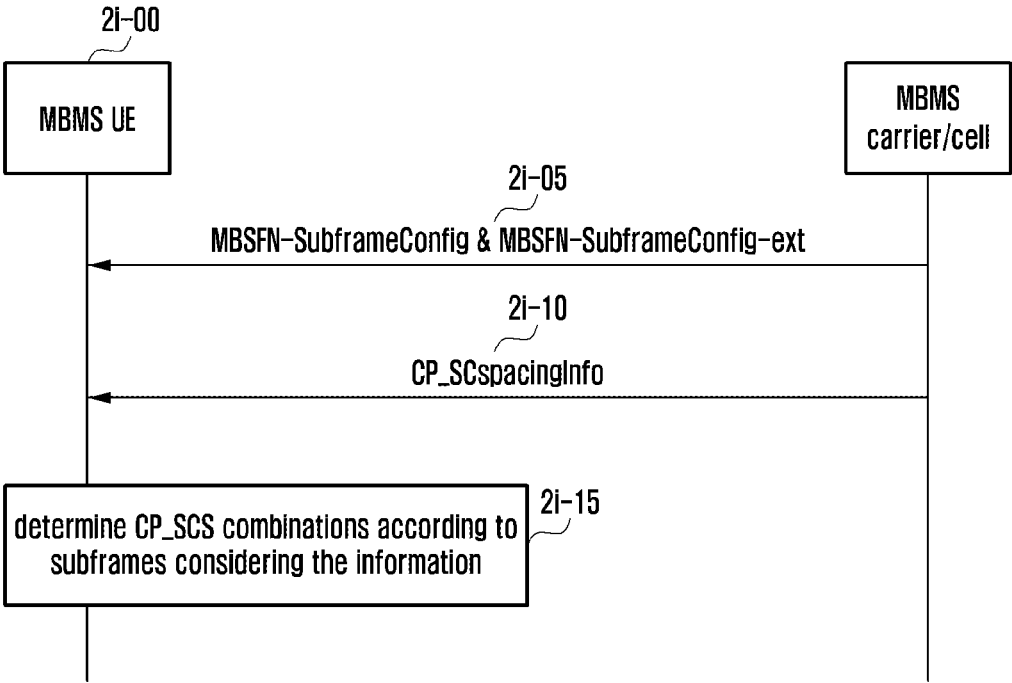 2i-00
MBMS UE
MBMS
carrier/cell
2i-05
MBSFN-SubframeConfig & MBSFN-SubframeConfig-ext
2i-10
CP_SCspacingInfo
2i-15
determine CP_SCS combinations according to
subframes considering the information